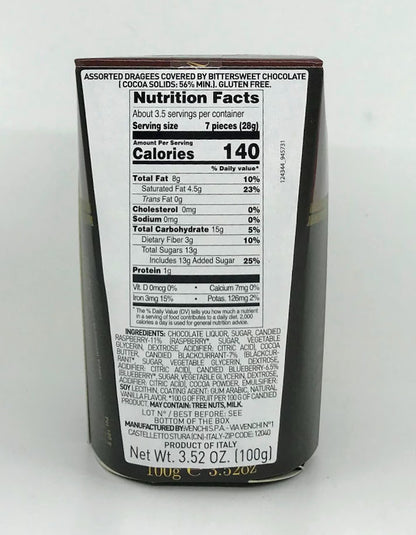 ASSORTED DRAGEES COVERED BY BITTERSWEET CHOCOLATE
( COCOA SOLIDS: 56% MIN.). GLUTEN FREE.
Nutrition Facts
About 3.5 servings per container
Serving size 7 pieces (28g)
Amount Per Serving
Calories 140
% Daily value*
Total Fat 8g 10%
Saturated Fat 4.5g 23%
Trans Fat 0g
Cholesterol 0mg 0%
Sodium 0mg 0%
Total Carbohydrate 15g 5%
Dietary Fiber 3g 10%
Total Sugars 13g
Includes 13g Added Sugar 25%
Protein 1g
Vit. D 0mcg 0% • Calcium 7mg 0%
Iron 3mg 15% • Potas. 126mg 2%
* The % Daily Value (DV) tells you how much a nutrient
in a serving of food contributes to a daily diet. 2,000
calories a day is used for general nutrition advice.
124344_945731
INGREDIENTS: CHOCOLATE LIQUOR, SUGAR, CANDIED
RASPBERRY-11% (RASPBERRY*, SUGAR, VEGETABLE
GLYCERIN, DEXTROSE, ACIDIFIER: CITRIC ACID), COCOA
BUTTER, CANDIED BLACKCURRANT-7% (BLACKCUR-
RANT*, SUGAR, VEGETABLE GLYCERIN, DEXTROSE,
ACIDIFIER: CITRIC ACID), CANDIED BLUEBERRY-6.5%
(BLUEBERRY*, SUGAR, VEGETABLE GLYCERIN, DEXTROSE,
ACIDIFIER: CITRIC ACID), COCOA POWDER, EMULSIFIER:
SOY LECITHIN, COATING AGENT: GUM ARABIC, NATURAL
VANILLA FLAVOR. *100 G OF FRUIT PER 100 G OF CANDIED
PRODUCT. MAY CONTAIN: TREE NUTS, MILK.
LOT N° / BEST BEFORE: SEE
BOTTOM OF THE BOX
MANUFACTURED BY: VENCHI S.P.A. - VIA VENCHI N°1
CASTELLETTO STURA (CN)-ITALY-ZIP CODE: 12040
PRODUCT OF ITALY
Net Wt. 3.52 OZ. (100g)
100g e 3.52oz